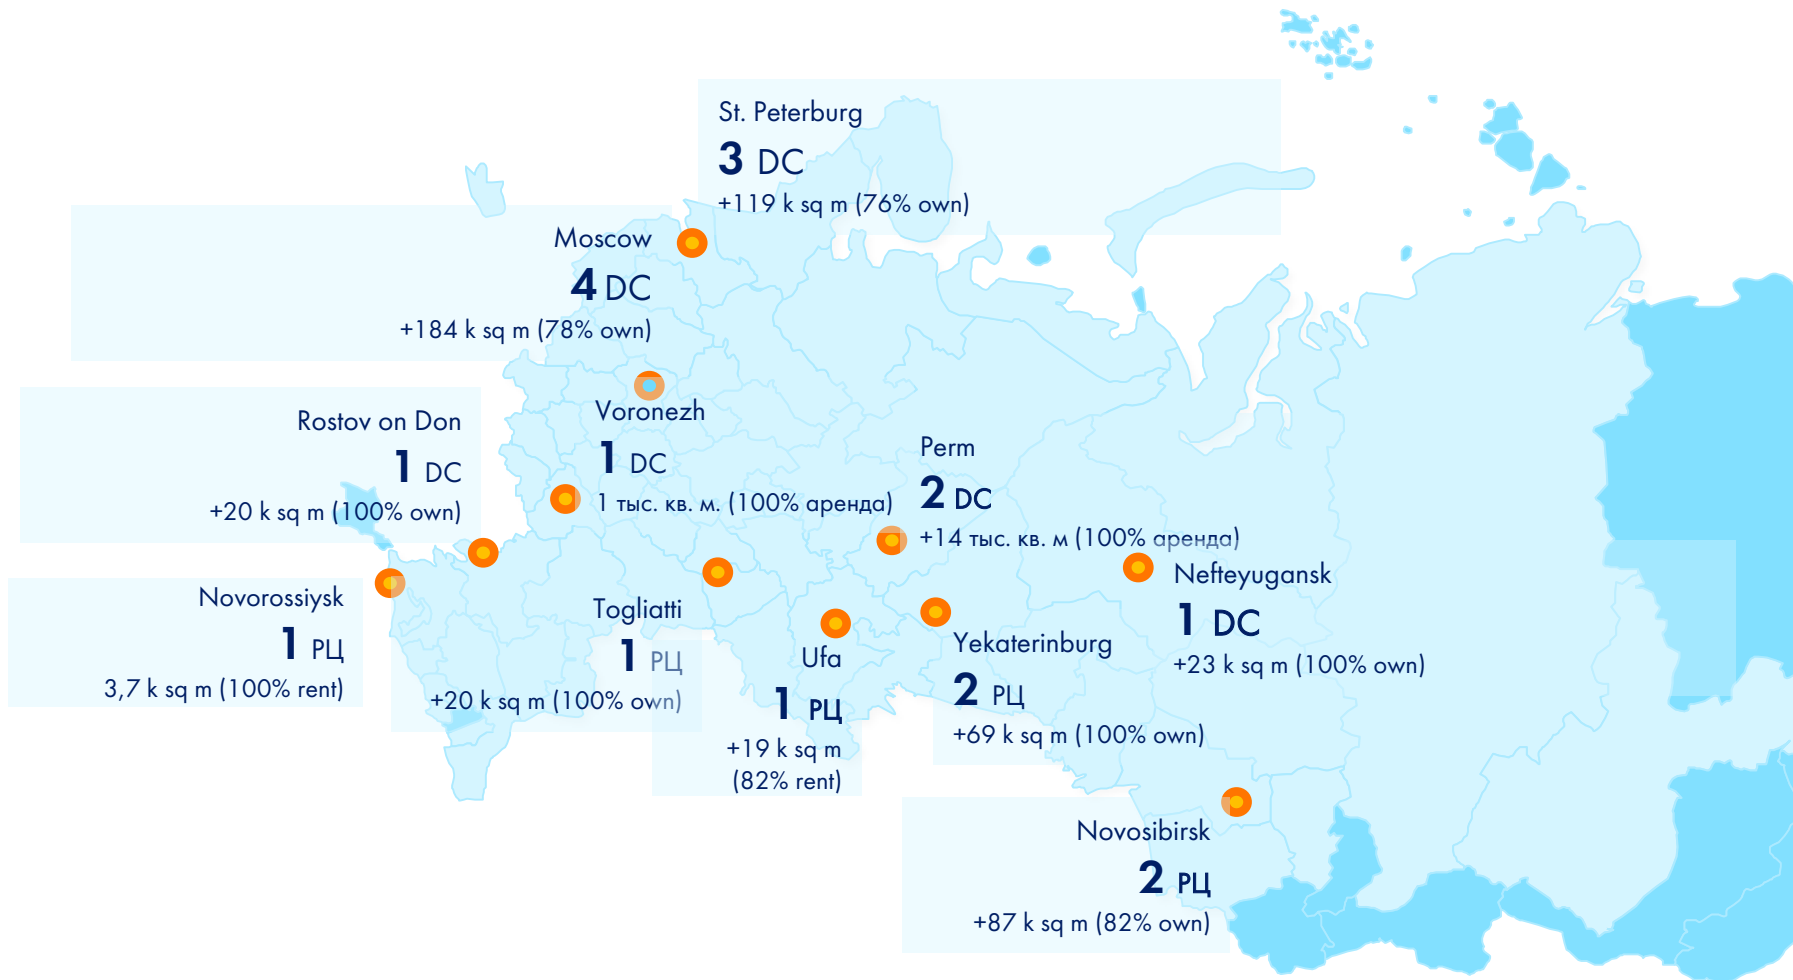 St. Peterburg
3 DC
+119 k sq m (76% own)
Moscow
4 DC
+184 k sq m (78% own)
Rostov on Don
1 DC
+20 k sq m (100% own)
Voronezh
1 DC
1 тыс. кв. м. (100% аренда)
Perm
2 DC
+14 тыс. кв. м (100% аренда)
Nefteyugansk
1 DC
+23 k sq m (100% own)
Novorossiysk
1 РЦ
3,7 k sq m (100% rent)
Togliatti
1 РЦ
+20 k sq m (100% own)
Ufa
1 РЦ
+19 k sq m
(82% rent)
Yekaterinburg
2 РЦ
+69 k sq m (100% own)
Novosibirsk
2 РЦ
+87 k sq m (82% own)